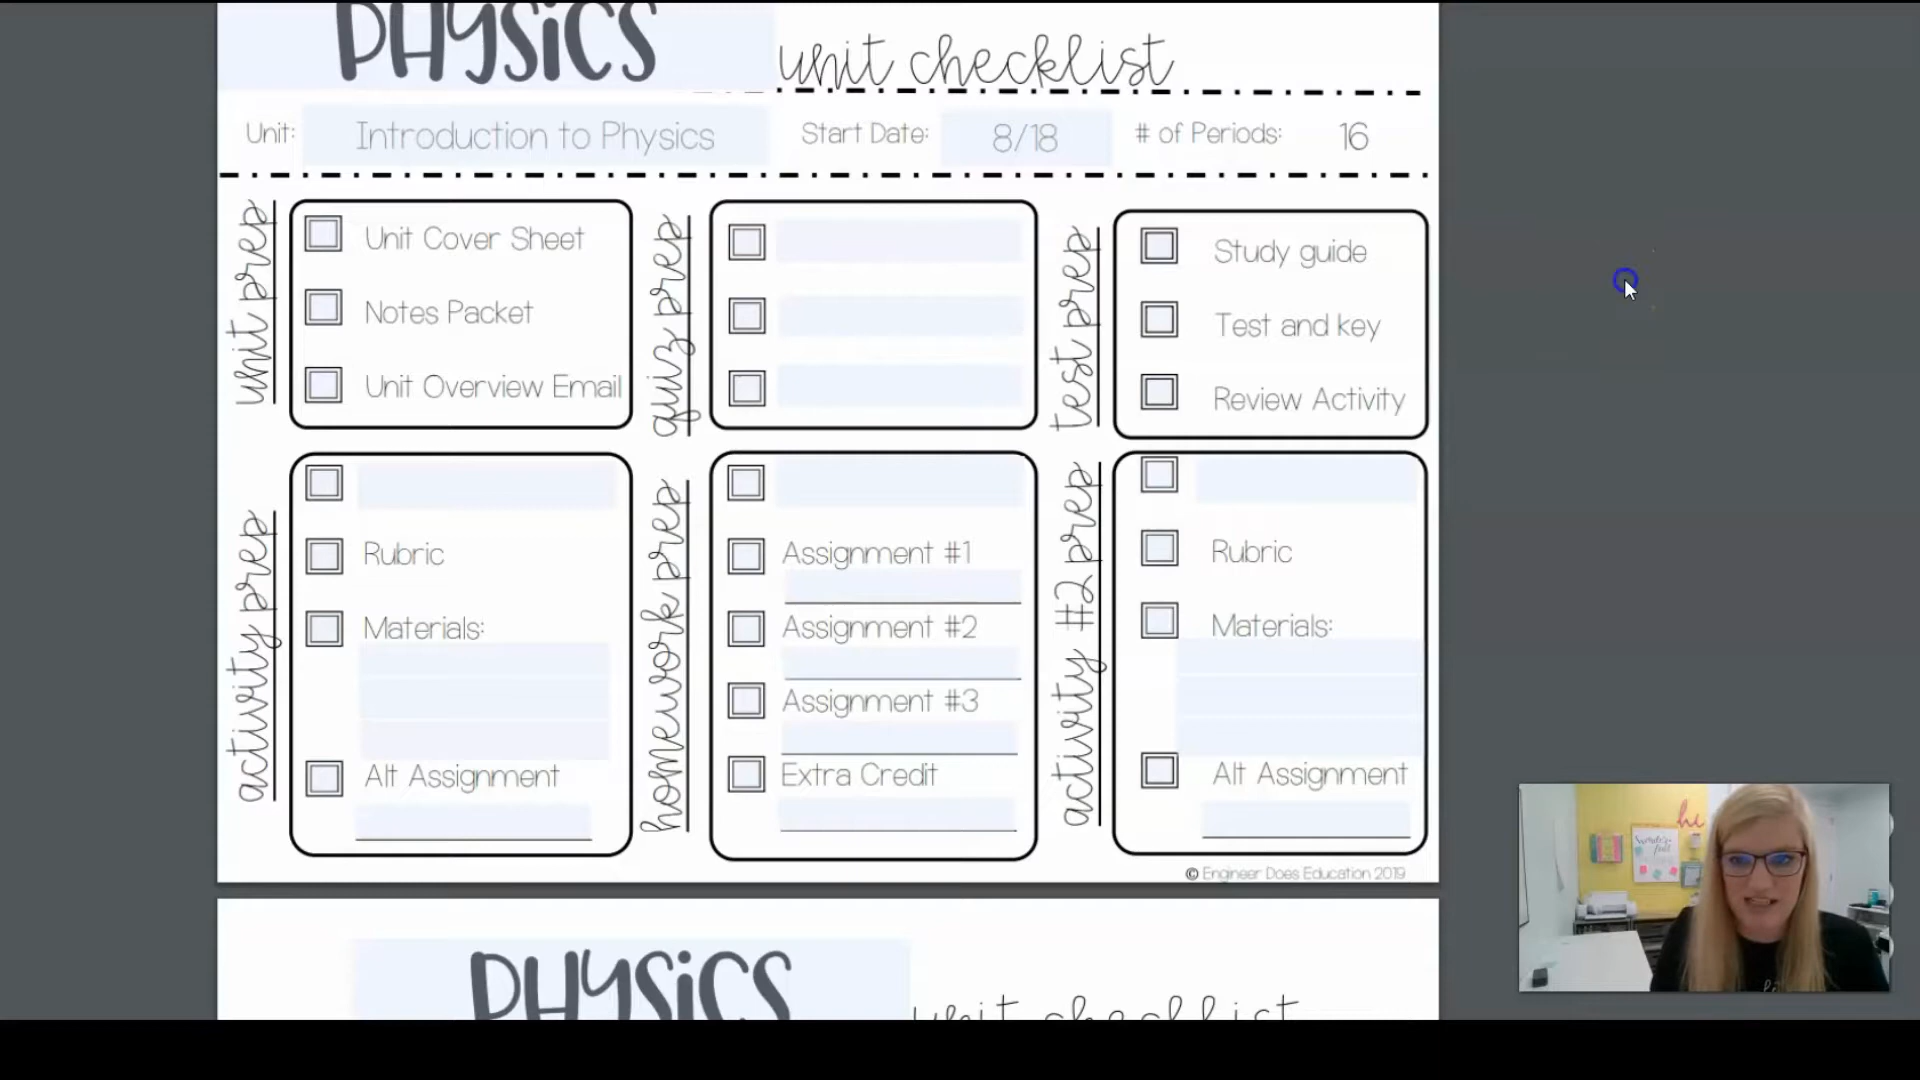 PHYSICS unit checklist
Unit: Introduction to Physics Start Date: 8/18 # of Periods: 16
unit prep
Unit Cover Sheet
Notes Packet
Unit Overview Email
quiz prep
test prep
Study guide
Test and key
Review Activity
activity prep
Rubric
Materials:
Alt Assignment
homework prep
Assignment #1
Assignment #2
Assignment #3
Extra Credit
activity #2 prep
Rubric
Materials:
Alt Assignment
© Engineer Does Education 2019
PHYSICS unit checklist
he